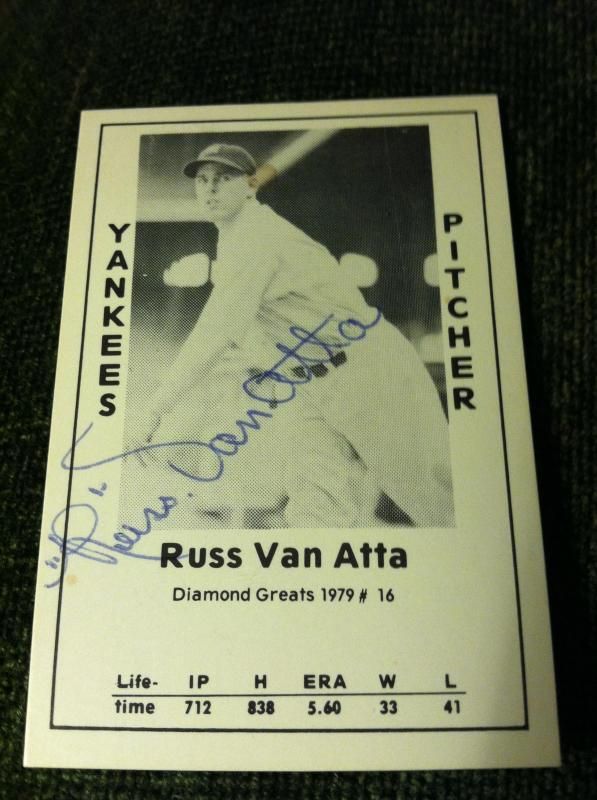 YANKEES
PITCHER
"Russ" Van Atta
Russ Van Atta
Diamond Greats 1979 # 16
Life- IP H ERA W L
time 712 838 5.60 33 41